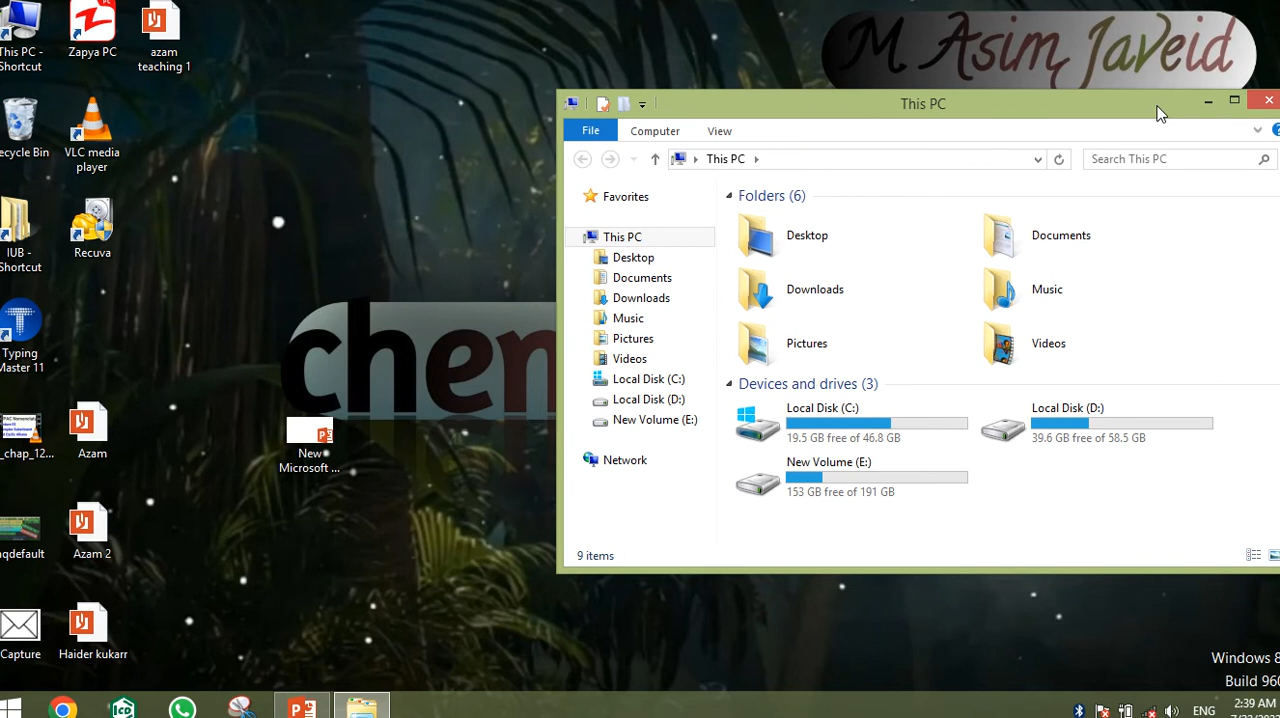 This PC -
Shortcut
Zapya PC
azam
teaching 1
M Asim Javeid
ecycle Bin
VLC media
player
IUB -
Shortcut
Recuva
Typing
Master 11
_chap_12...
Azam
qdefault
Azam 2
Capture
Haider kukarr
chem
New
Microsoft ...
This PC
File
Computer
View
This PC
Search This PC
Favorites
This PC
Desktop
Documents
Downloads
Music
Pictures
Videos
Local Disk (C:)
Local Disk (D:)
New Volume (E:)
Network
Folders (6)
Desktop
Documents
Downloads
Music
Pictures
Videos
Devices and drives (3)
Local Disk (C:)
19.5 GB free of 46.8 GB
Local Disk (D:)
39.6 GB free of 58.5 GB
New Volume (E:)
153 GB free of 191 GB
9 items
Windows 8
Build 960
ENG
2:39 AM